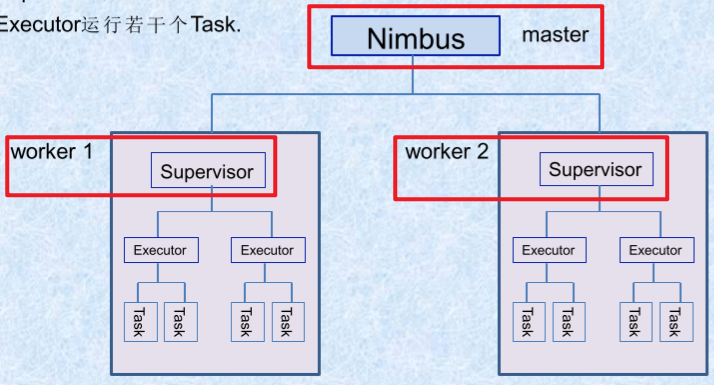 Executor运行若干个Task.
Nimbus master
worker 1
Supervisor
worker 2
Supervisor
Executor Executor Executor Executor
Task Task Task Task Task Task Task Task